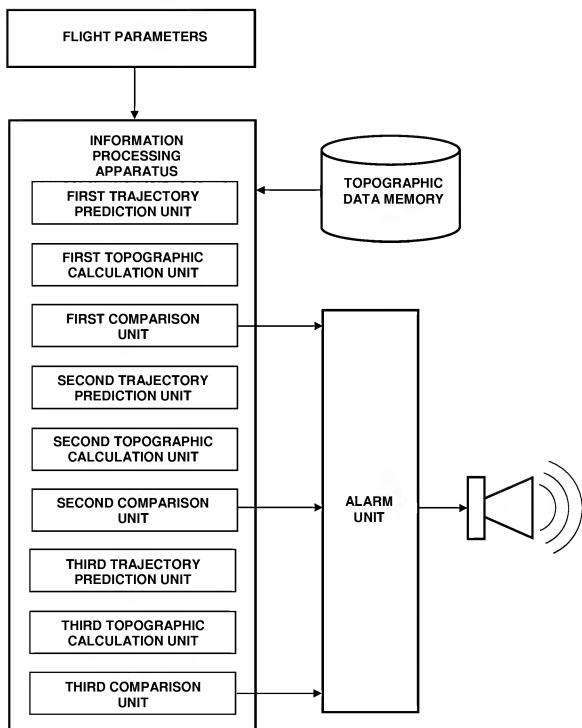 FLIGHT PARAMETERS
INFORMATION
PROCESSING
APPARATUS
FIRST TRAJECTORY
PREDICTION UNIT
TOPOGRAPHIC
DATA MEMORY
FIRST TOPOGRAPHIC
CALCULATION UNIT
FIRST COMPARISON
UNIT
SECOND TRAJECTORY
PREDICTION UNIT
SECOND TOPOGRAPHIC
CALCULATION UNIT
SECOND COMPARISON
UNIT
ALARM
UNIT
THIRD TRAJECTORY
PREDICTION UNIT
THIRD TOPOGRAPHIC
CALCULATION UNIT
THIRD COMPARISON
UNIT